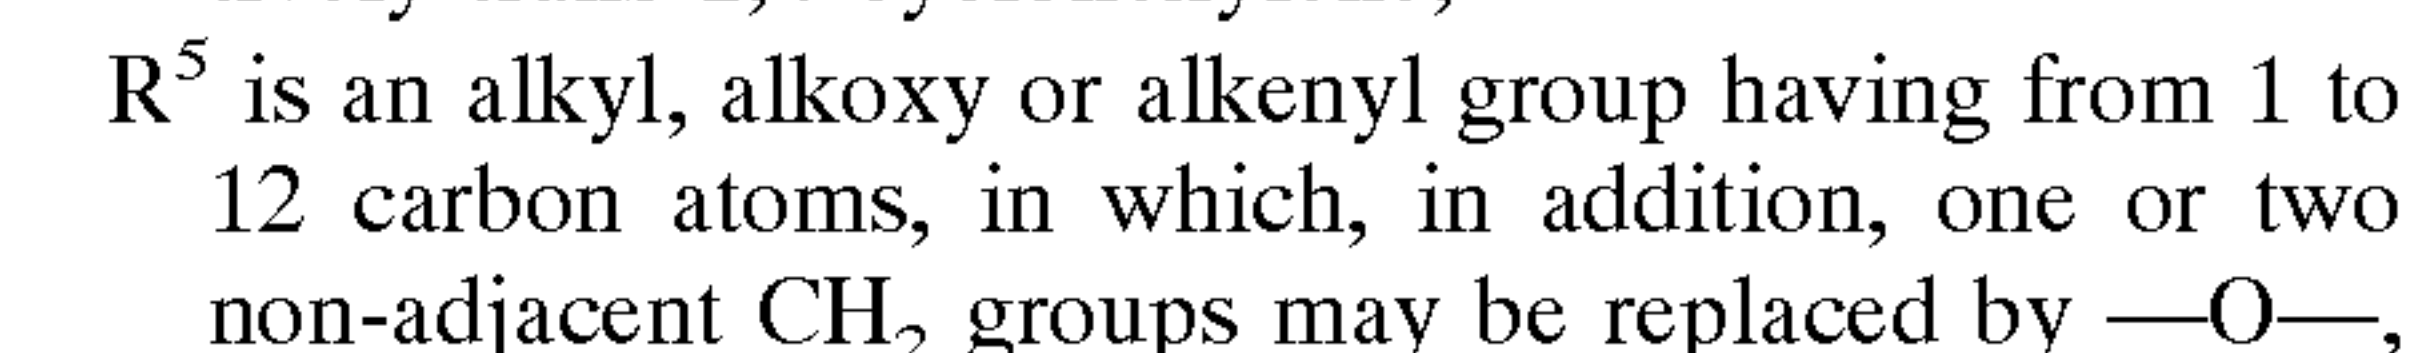 R⁵ is an alkyl, alkoxy or alkenyl group having from 1 to
12 carbon atoms, in which, in addition, one or two
non-adjacent CH₂ groups may be replaced by —O—,